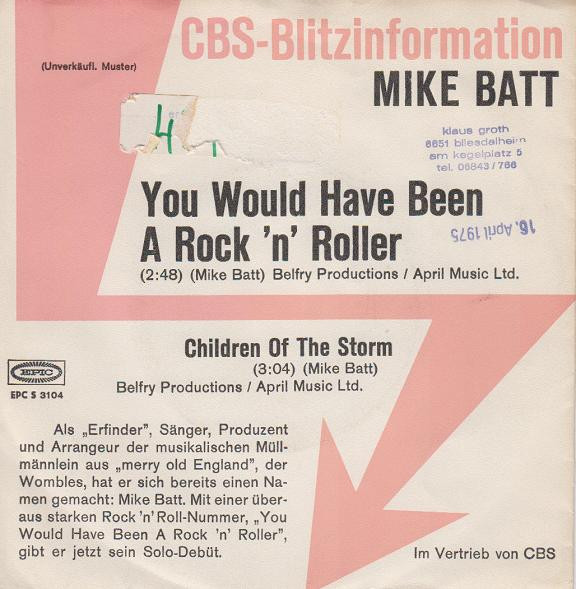 CBS-Blitzinformation
(Unverkäufl. Muster)
MIKE BATT
4
klaus groth
6651 bliesdalheim
am kegelplatz 5
tel. 06843/766
You Would Have Been
A Rock 'n' Roller
16. April 1975
(2:48) (Mike Batt) Belfry Productions / April Music Ltd.
Children Of The Storm
(3:04) (Mike Batt)
Belfry Productions / April Music Ltd.
EPIC
EPC S 3104
Als „Erfinder", Sänger, Produzent
und Arrangeur der musikalischen Müll-
männlein aus „merry old England", der
Wombles, hat er sich bereits einen Na-
men gemacht: Mike Batt. Mit einer über-
aus starken Rock 'n' Roll-Nummer, „You
Would Have Been A Rock 'n' Roller",
gibt er jetzt sein Solo-Debüt.
Im Vertrieb von CBS